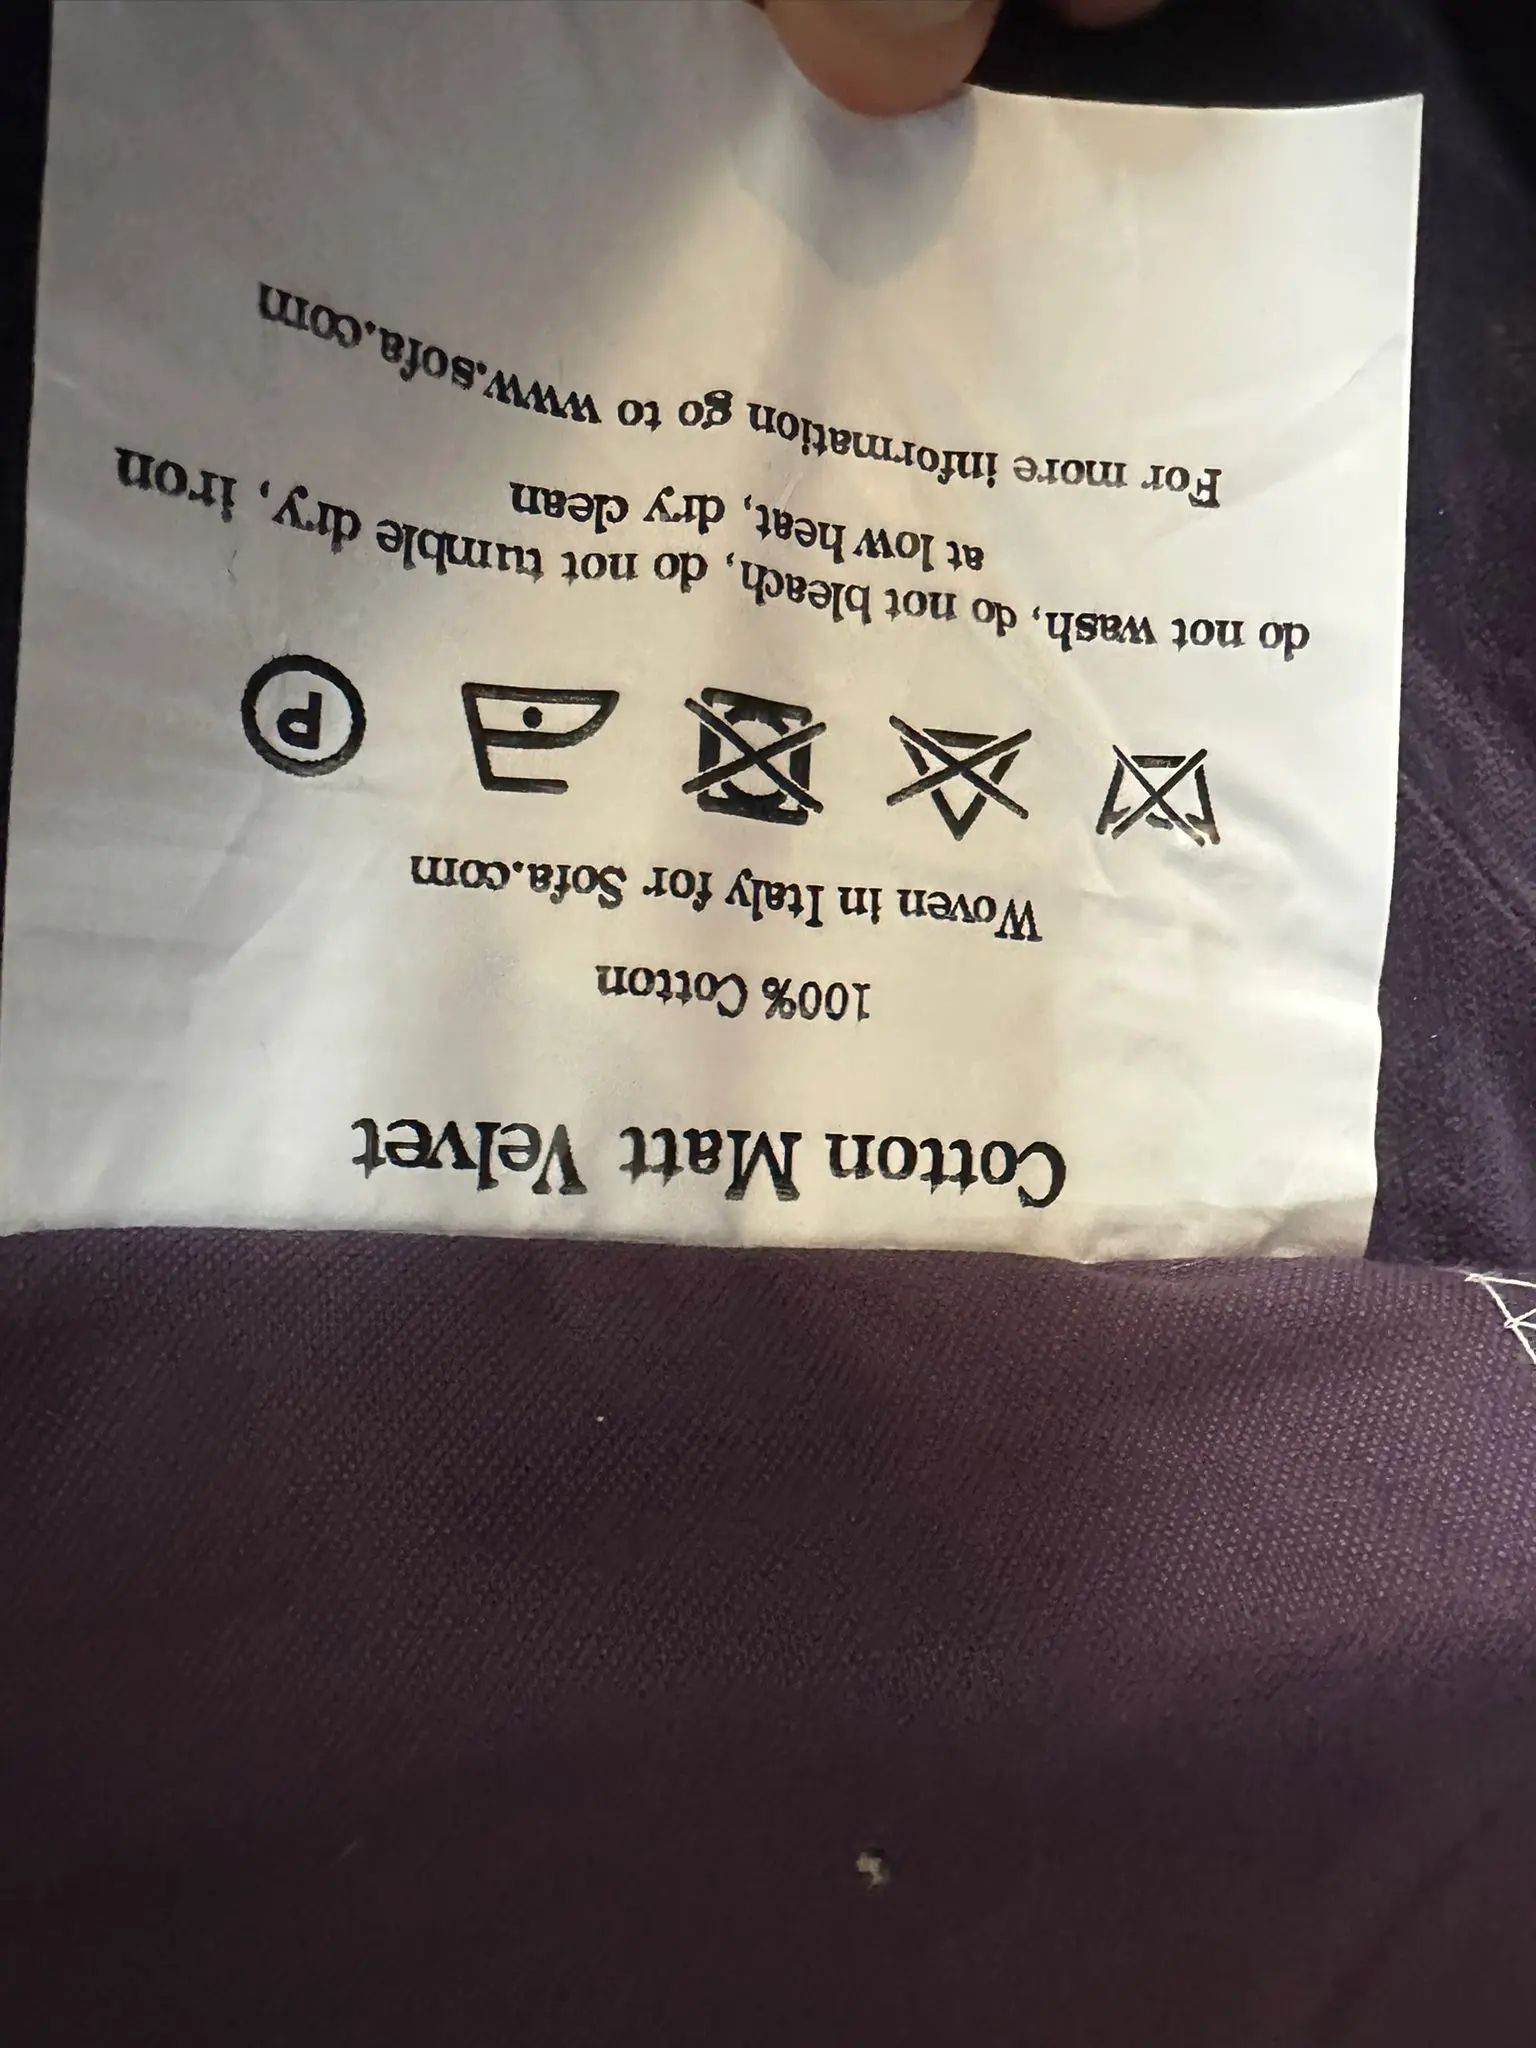 Cotton Matt Velvet
100% Cotton
Woven in Italy for Sofa.com
P
do not wash, do not bleach, do not tumble dry, iron
at low heat, dry clean
For more information go to www.sofa.com